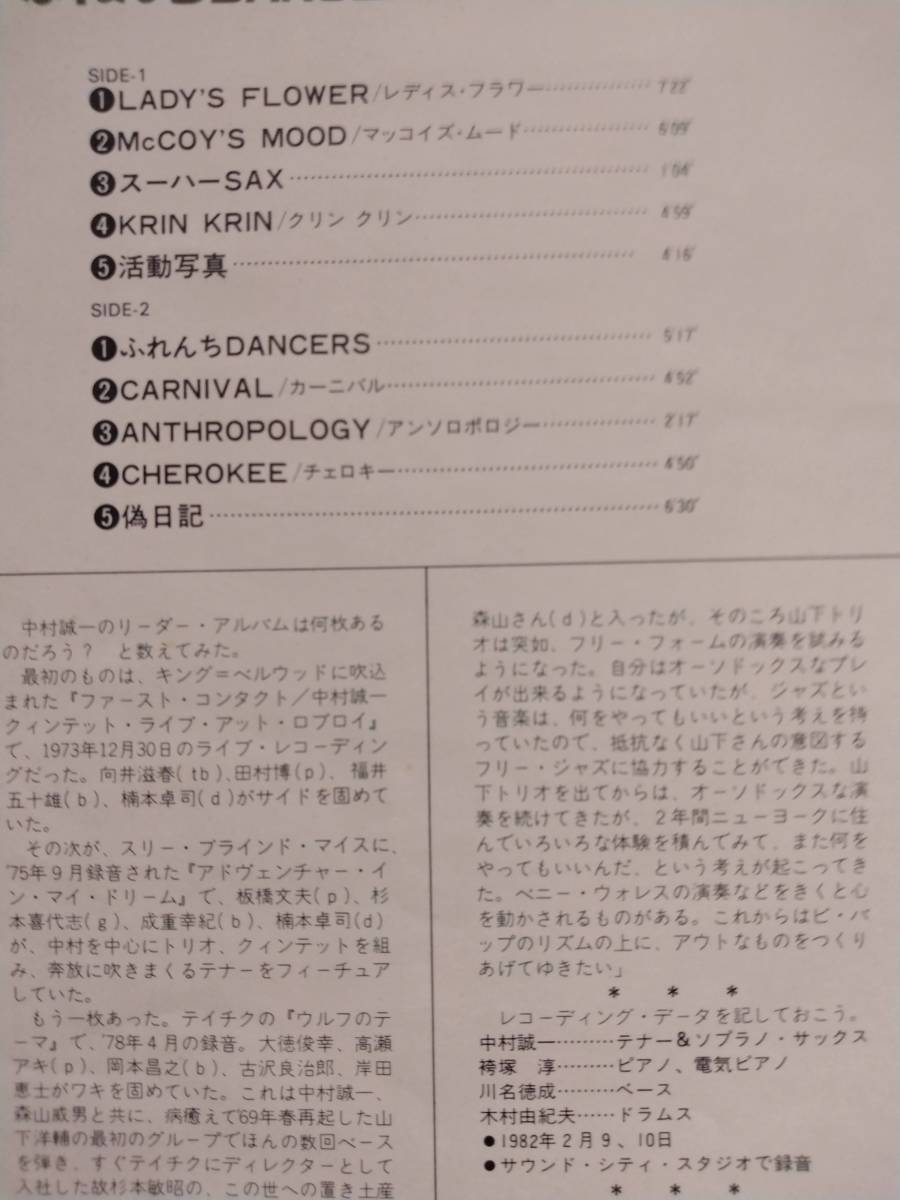 SIDE-1
❶LADY'S FLOWER/レディス・フラワー
❷McCOY'S MOOD/マッコイズ・ムード 5'09"
❸スーハーSAX 1'04"
❹KRIN KRIN/クリン クリン 4'59"
❺活動写真
SIDE-2
❶ふれんちDANCERS 5'17"
❷CARNIVAL/カーニバル 4'52"
❸ANTHROPOLOGY/アンソロポロジー 2'17"
❹CHEROKEE/チェロキー 4'50"
❺偽日記
中村誠一のリーダー・アルバムは何枚ある
のだろう? と数えてみた。
最初のものは、キング=ベルウッドに吹込
まれた『ファースト・コンタクト/中村誠一
クィンテット・ライブ・アット・ロブロイ』
で、1973年12月30日のライブ・レコーディン
グだった。向井滋春(tb)、田村博(p)、福井
五十雄(b)、楠本卓司(d)がサイドを固めて
いた。
その次が、スリー・ブラインド・マイスに、
'75年9月録音された『アドヴェンチャー・イ
ン・マイ・ドリーム』で、板橋文夫(p)、杉
本喜代志(g)、成重幸紀(b)、楠本卓司(d)
が、中村を中心にトリオ、クィンテットを組
み、奔放に吹きまくるテナーをフィーチュア
していた。
もう一枚あった。テイチクの『ウルフのテ
ーマ』で、'78年4月の録音。大徳俊幸、高瀬
アキ(p)、岡本昌之(b)、古沢良治郎、岸田
恵士がワキを固めていた。これは中村誠一、
森山威男と共に、病癒えて'69年春再起した山
下洋輔の最初のグループでほんの数回ベース
を弾き、すぐテイチクにディレクターとして
入社した故杉本敏昭の、この世への置き土産
森山さん(d)と入ったが、そのころ山下トリ
オは突如、フリー・フォームの演奏を試みる
ようになった。自分はオーソドックスなプレ
イが出来るようになっていたが、ジャズとい
う音楽は、何をやってもいいという考えを持
っていたので、抵抗なく山下さんの意図する
フリー・ジャズに協力することができた。山
下トリオを出てからは、オーソドックスな演
奏を続けてきたが、2年間ニューヨークに住
んでいろいろな体験を積んでみて、また何を
やってもいいんだ、という考えが起こってき
た。ベニー・ウォレスの演奏などをきくと心
を動かされるものがある。これからはビ・バ
ップのリズムの上に、アウトなものをつくり
あげてゆきたい」
* * *
レコーディング・データを記しておこう。
中村誠一………テナー&ソプラノ・サックス
袴塚 淳………ピアノ、電気ピアノ
川名徳成………ベース
木村由紀夫……ドラムス
●1982年2月9、10日
●サウンド・シティ・スタジオで録音
* * *